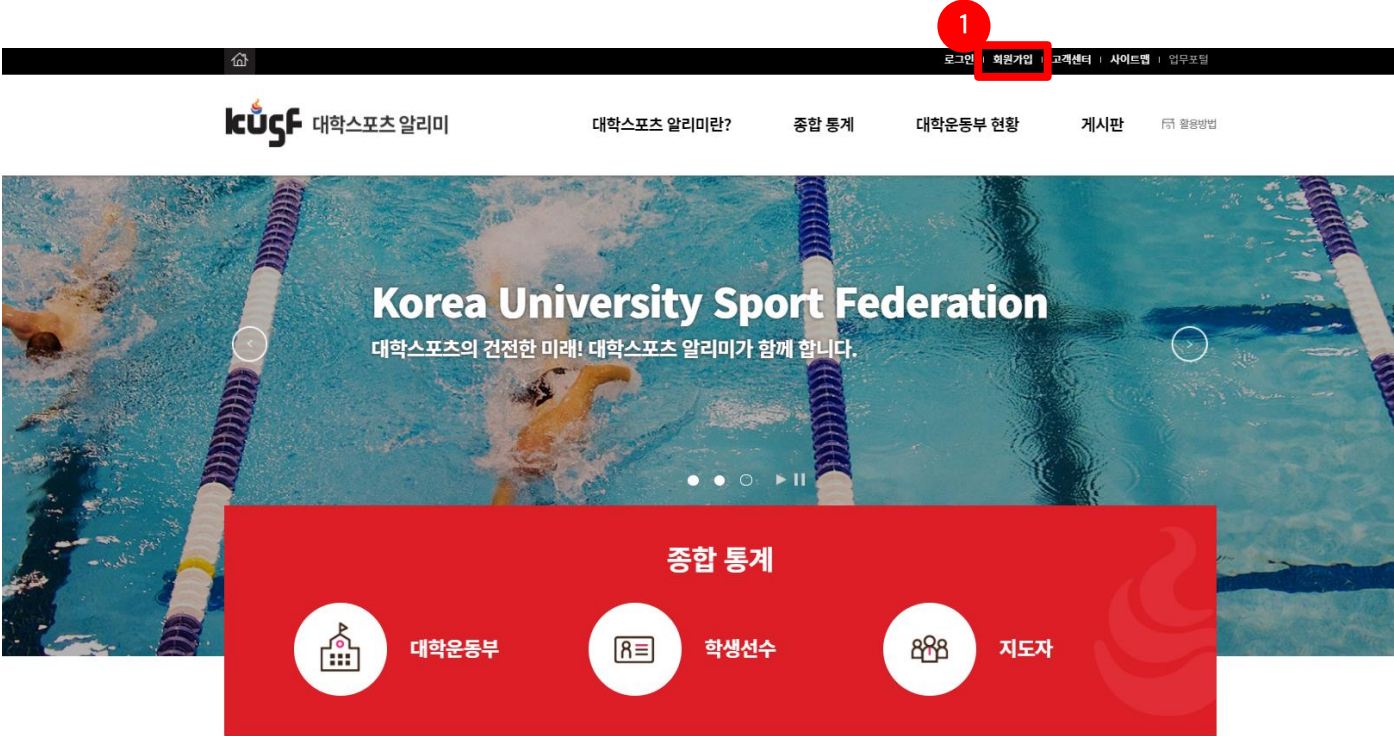 1
로그인 회원가입 고객센터 사이트맵 업무포털
kusf 대학스포츠 알리미
대학스포츠 알리미란? 종합 통계 대학운동부 현황 게시판 활용방법
Korea University Sport Federation
대학스포츠의 건전한 미래! 대학스포츠 알리미가 함께 합니다.
종합 통계
대학운동부 학생선수 지도자